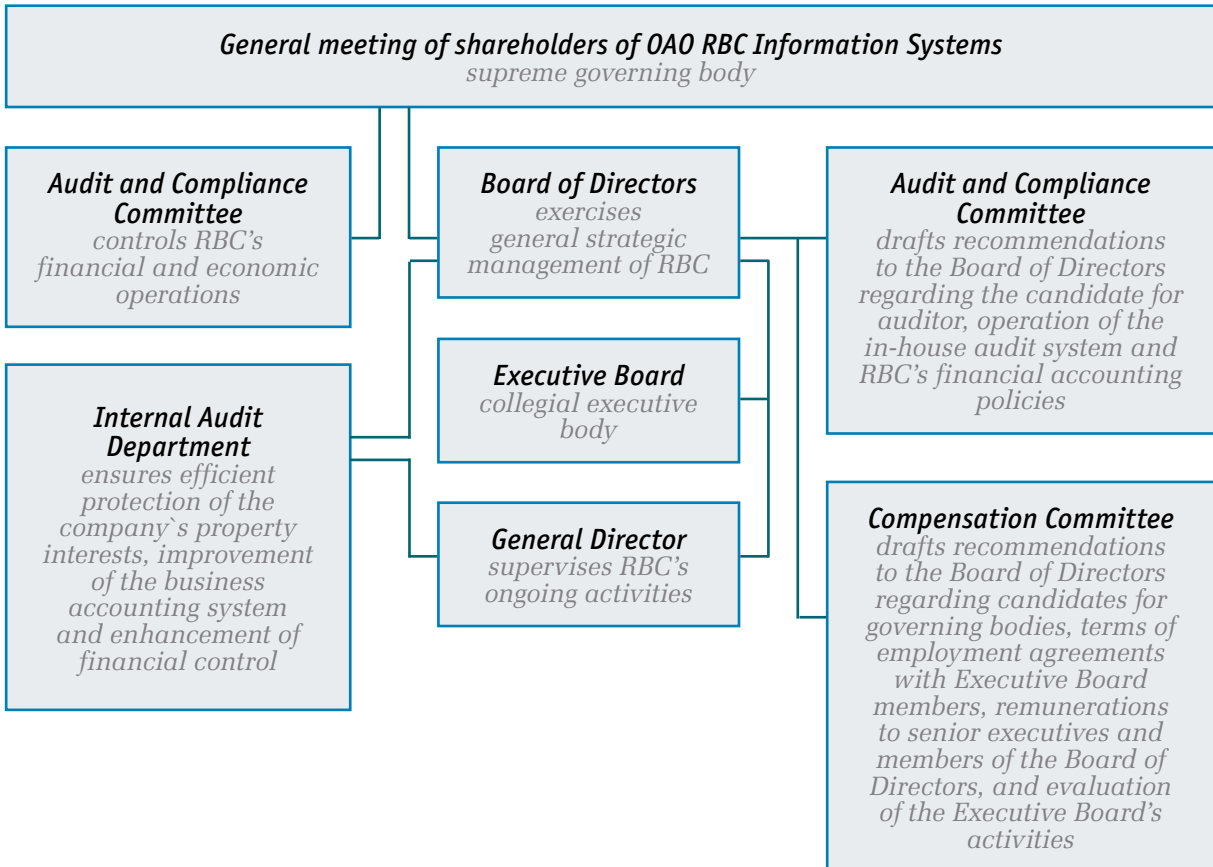 General meeting of shareholders of OAO RBC Information Systems
supreme governing body
Audit and Compliance
Committee
controls RBC's
financial and economic
operations
Board of Directors
exercises
general strategic
management of RBC
Audit and Compliance
Committee
drafts recommendations
to the Board of Directors
regarding the candidate for
auditor, operation of the
in-house audit system and
RBC's financial accounting
policies
Internal Audit
Department
ensures efficient
protection of the
company`s property
interests, improvement
of the business
accounting system
and enhancement of
financial control
Executive Board
collegial executive
body
General Director
supervises RBC's
ongoing activities
Compensation Committee
drafts recommendations
to the Board of Directors
regarding candidates for
governing bodies, terms of
employment agreements
with Executive Board
members, remunerations
to senior executives and
members of the Board of
Directors, and evaluation
of the Executive Board's
activities